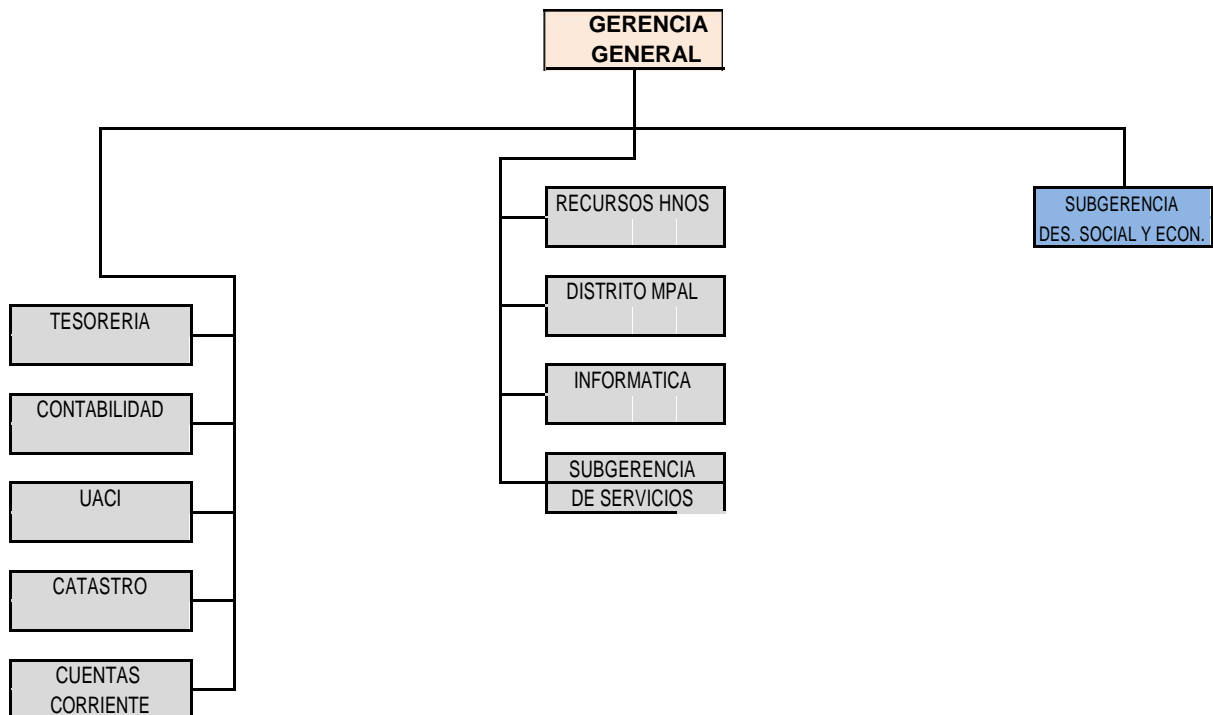 GERENCIA
GENERAL
RECURSOS HNOS
SUBGERENCIA
DES. SOCIAL Y ECON.
DISTRITO MPAL
TESORERIA
INFORMATICA
CONTABILIDAD
SUBGERENCIA
DE SERVICIOS
UACI
CATASTRO
CUENTAS
CORRIENTE